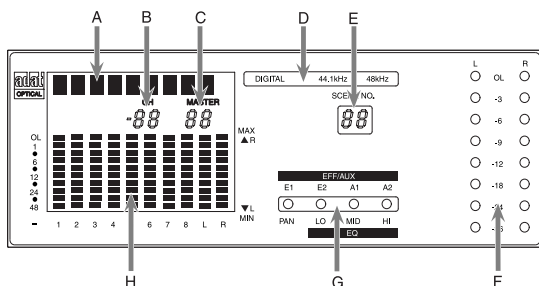 A B C D E
L R
adat
OPTICAL
CH MASTER
-88 88
DIGITAL 44.1kHz 48kHz
SCENE NO.
88
OL
1
6
12
24
48
-
MAX
▲R
▼L
MIN
1 2 3 4 6 7 8 L R
EFF/AUX
E1 E2 A1 A2
PAN LO MID HI
EQ
OL
-3
-6
-9
-12
-18
-24
H G F